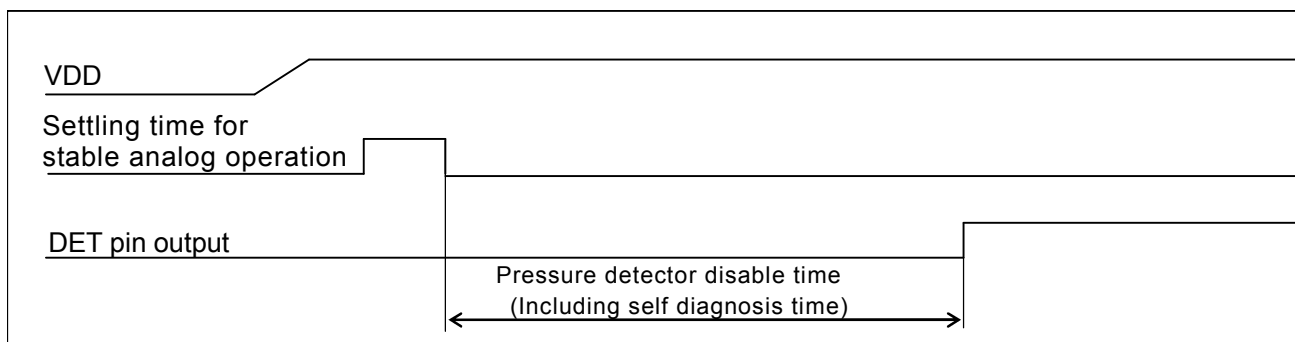 VDD
Settling time for
stable analog operation
DET pin output
Pressure detector disable time
(Including self diagnosis time)